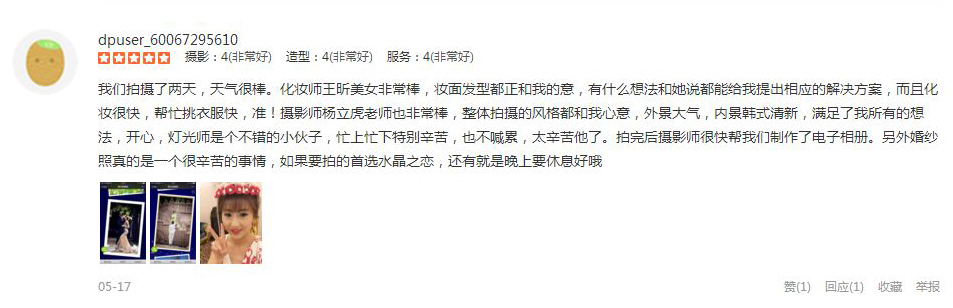 dpuser_60067295610
摄影：4(非常好) 造型：4(非常好) 服务：4(非常好)
我们拍摄了两天，天气很棒。化妆师王昕美女非常棒，妆面发型都正和我的意，有什么想法和她说都能给我提出相应的解决方案，而且化
妆很快，帮忙挑衣服快，准！摄影师杨立虎老师也非常棒，整体拍摄的风格都和我心意，外景大气，内景韩式清新，满足了我所有的想
法，开心，灯光师是个不错的小伙子，忙上忙下特别辛苦，也不喊累，太辛苦他了。拍完后摄影师很快帮我们制作了电子相册。另外婚纱
照真的是一个很辛苦的事情，如果要拍的首选水晶之恋，还有就是晚上要休息好哦
05-17 赞(1) 回应(1) 收藏 举报